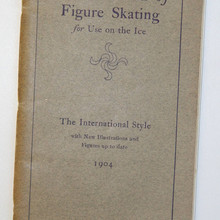 Figure Skating
for Use on the Ice
The International Style
with New Illustrations and
Figures up-to-date
1904